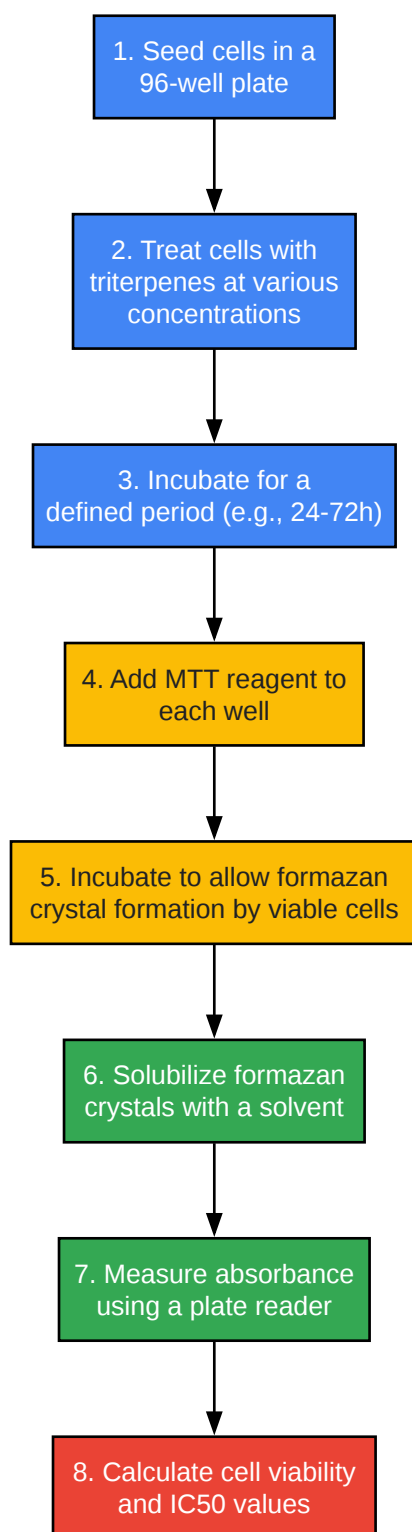 1. Seed cells in a
96-well plate
2. Treat cells with
triterpenes at various
concentrations
3. Incubate for a
defined period (e.g., 24-72h)
4. Add MTT reagent to
each well
5. Incubate to allow formazan
crystal formation by viable cells
6. Solubilize formazan
crystals with a solvent
7. Measure absorbance
using a plate reader
8. Calculate cell viability
and IC50 values